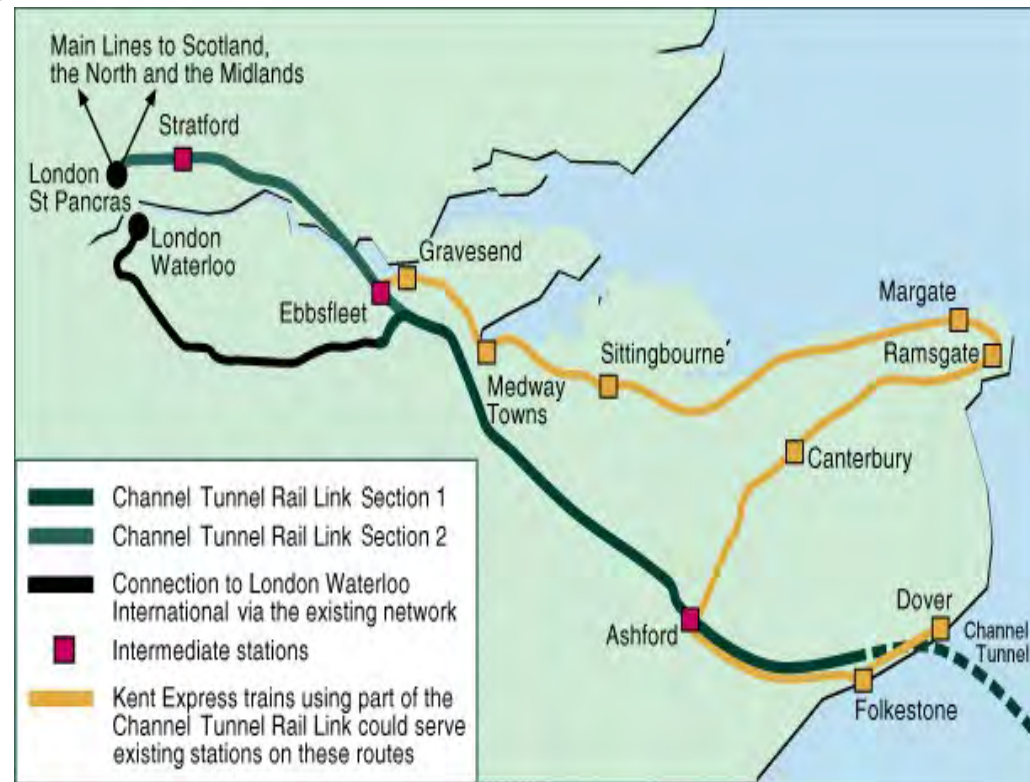 Main Lines to Scotland,
the North and the Midlands
Stratford
London
St Pancras
London
Waterloo
Gravesend
Ebbsfleet
Margate
Ramsgate
Sittingbourne´
Medway
Towns
Canterbury
Dover
Channel
Tunnel
Ashford
Folkestone
Channel Tunnel Rail Link Section 1
Channel Tunnel Rail Link Section 2
Connection to London Waterloo
International via the existing network
Intermediate stations
Kent Express trains using part of the
Channel Tunnel Rail Link could serve
existing stations on these routes